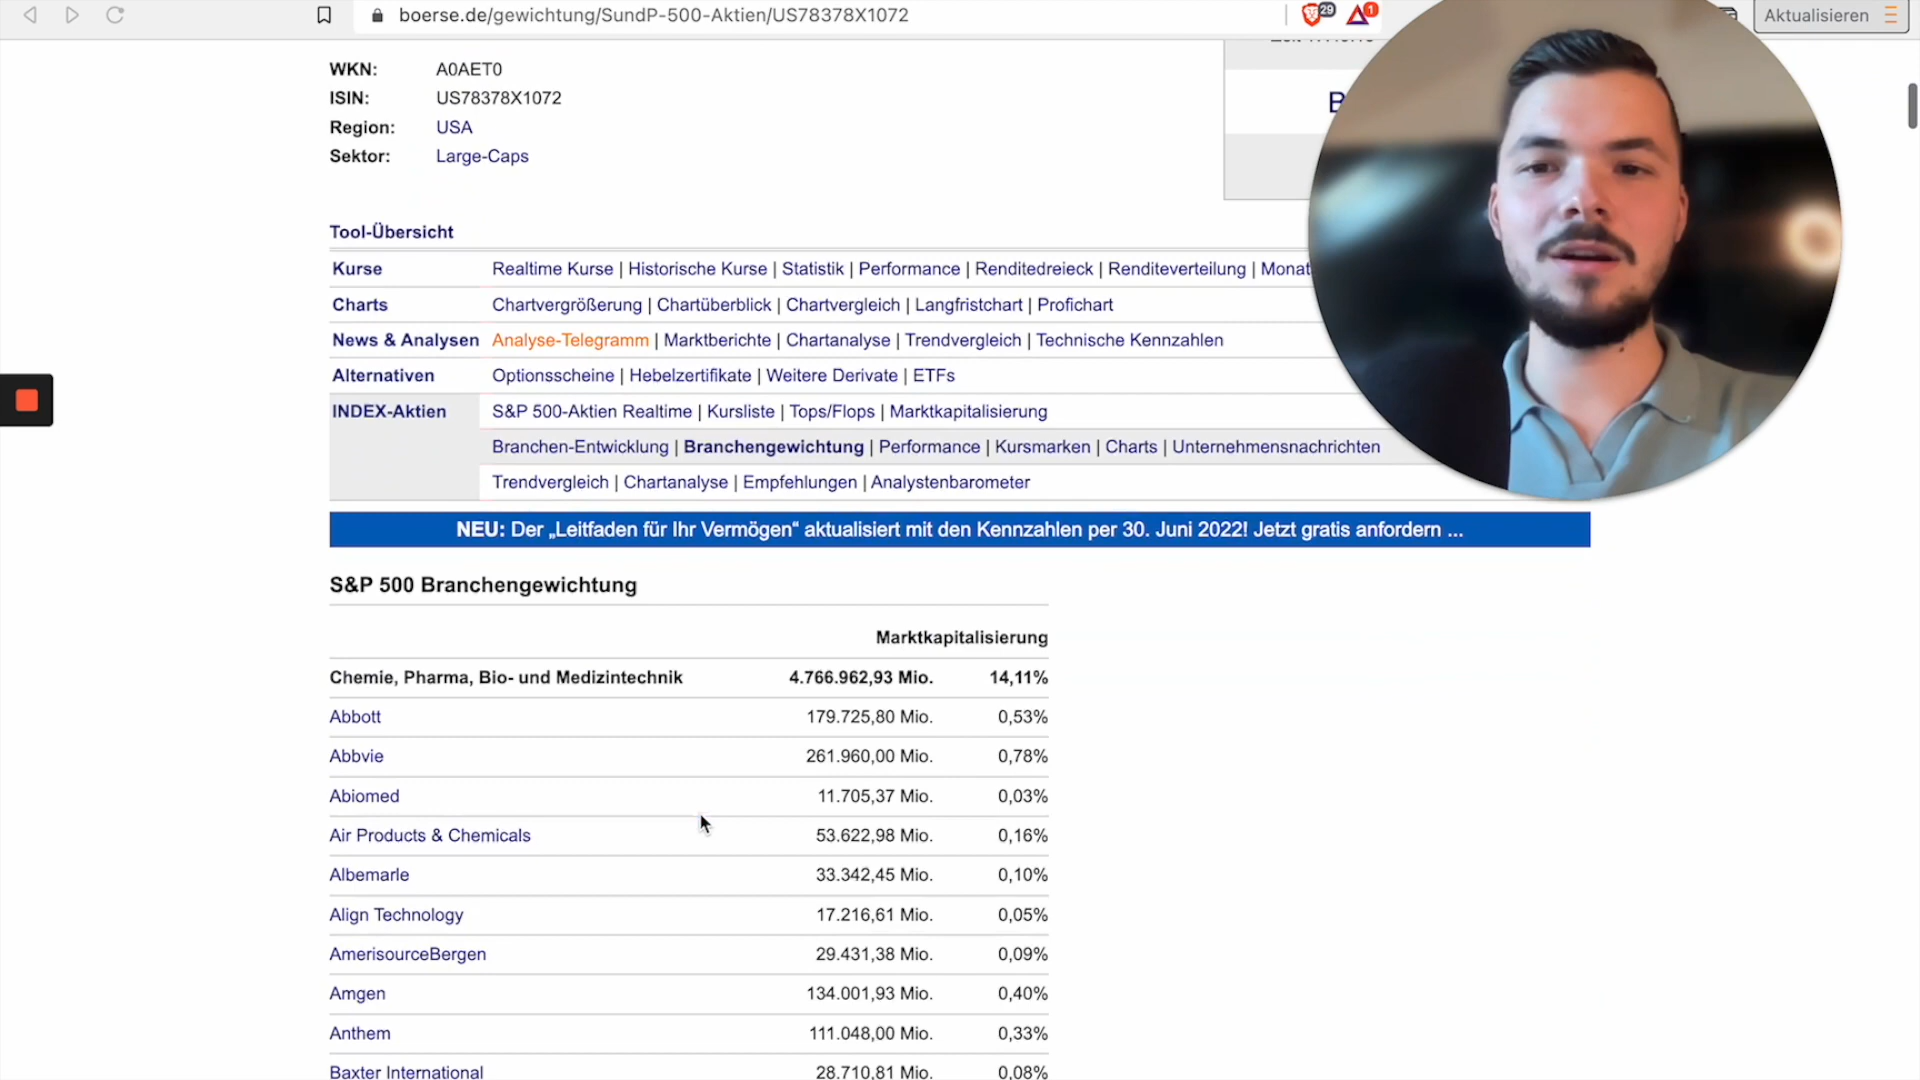 boerse.de/gewichtung/SundP-500-Aktien/US78378X1072
29
1
Aktualisieren
WKN: A0AET0
ISIN: US78378X1072
Region: USA
Sektor: Large-Caps
Tool-Übersicht
Kurse Realtime Kurse | Historische Kurse | Statistik | Performance | Renditedreieck | Renditeverteilung | Monat
Charts Chartvergrößerung | Chartüberblick | Chartvergleich | Langfristchart | Profichart
News & Analysen Analyse-Telegramm | Marktberichte | Chartanalyse | Trendvergleich | Technische Kennzahlen
Alternativen Optionsscheine | Hebelzertifikate | Weitere Derivate | ETFs
INDEX-Aktien S&P 500-Aktien Realtime | Kursliste | Tops/Flops | Marktkapitalisierung
Branchen-Entwicklung | Branchengewichtung | Performance | Kursmarken | Charts | Unternehmensnachrichten
Trendvergleich | Chartanalyse | Empfehlungen | Analystenbarometer
NEU: Der „Leitfaden für Ihr Vermögen“ aktualisiert mit den Kennzahlen per 30. Juni 2022! Jetzt gratis anfordern ...
S&P 500 Branchengewichtung
Marktkapitalisierung
Chemie, Pharma, Bio- und Medizintechnik 4.766.962,93 Mio. 14,11%
Abbott 179.725,80 Mio. 0,53%
Abbvie 261.960,00 Mio. 0,78%
Abiomed 11.705,37 Mio. 0,03%
Air Products & Chemicals 53.622,98 Mio. 0,16%
Albemarle 33.342,45 Mio. 0,10%
Align Technology 17.216,61 Mio. 0,05%
AmerisourceBergen 29.431,38 Mio. 0,09%
Amgen 134.001,93 Mio. 0,40%
Anthem 111.048,00 Mio. 0,33%
Baxter International 28.710,81 Mio. 0,08%